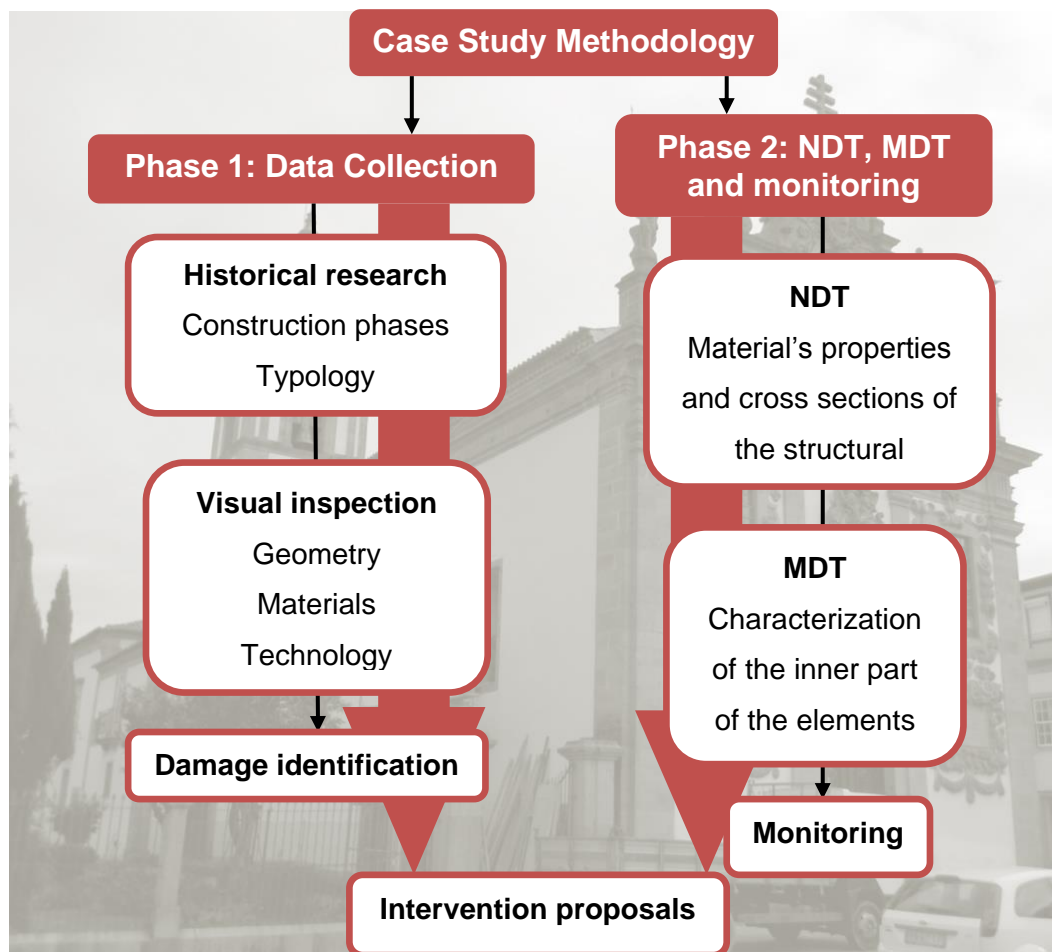 Case Study Methodology
Phase 1: Data Collection
Historical research
Construction phases
Typology
Visual inspection
Geometry
Materials
Technology
Damage identification
Phase 2: NDT, MDT
and monitoring
NDT
Material’s properties
and cross sections of
the structural
MDT
Characterization
of the inner part
of the elements
Monitoring
Intervention proposals